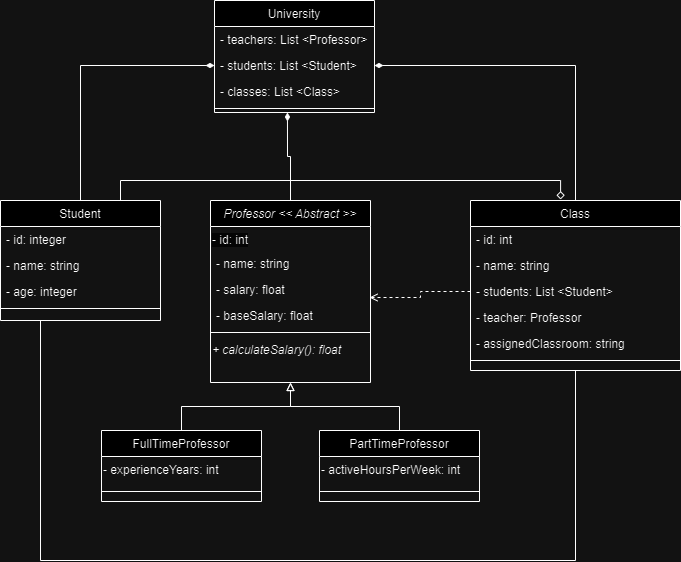 University
- teachers: List <Professor>
- students: List <Student>
- classes: List <Class>
Student
- id: integer
- name: string
- age: integer
Professor << Abstract >>
- id: int
- name: string
- salary: float
- baseSalary: float
+ calculateSalary(): float
Class
- id: int
- name: string
- students: List <Student>
- teacher: Professor
- assignedClassroom: string
FullTimeProfessor
- experienceYears: int
PartTimeProfessor
- activeHoursPerWeek: int